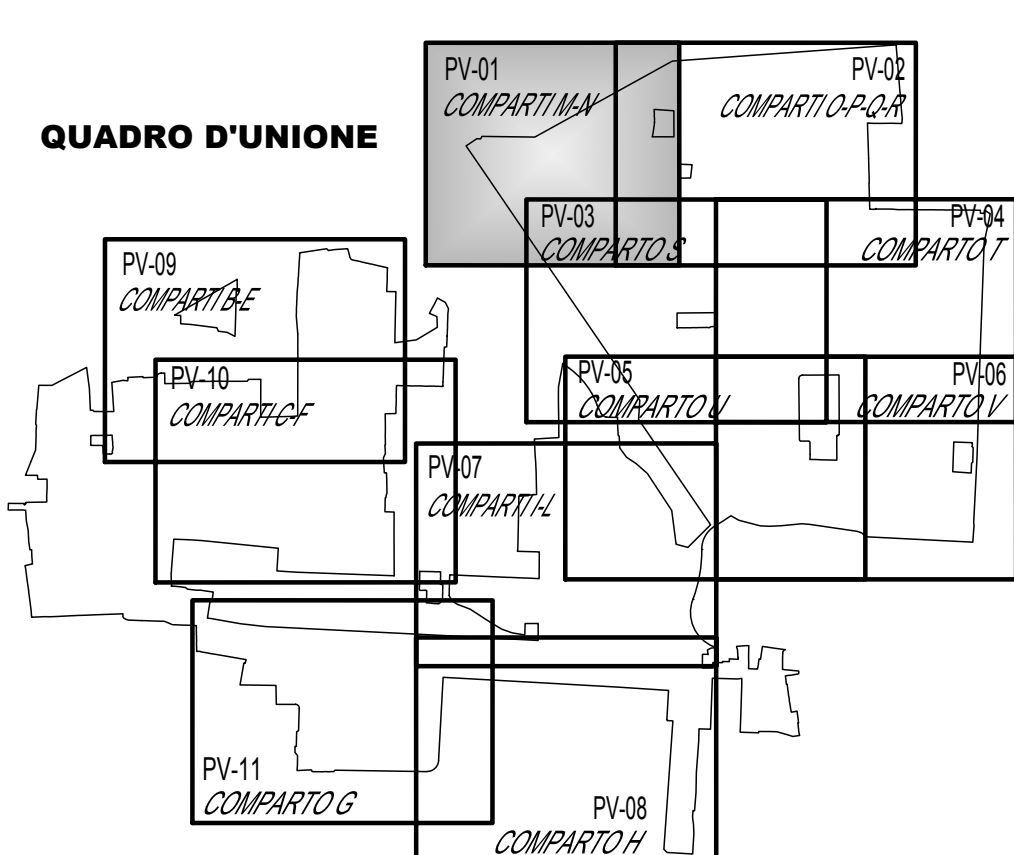 QUADRO D'UNIONE
PV-01
COMPARTI M-N
PV-02
COMPARTI O-P-Q-R
PV-03
COMPARTO S
PV-04
COMPARTO T
PV-09
COMPARTI B-E
PV-10
COMPARTI C-F
PV-05
COMPARTO U
PV-06
COMPARTO V
PV-07
COMPARTI I-L
PV-11
COMPARTO G
PV-08
COMPARTO H